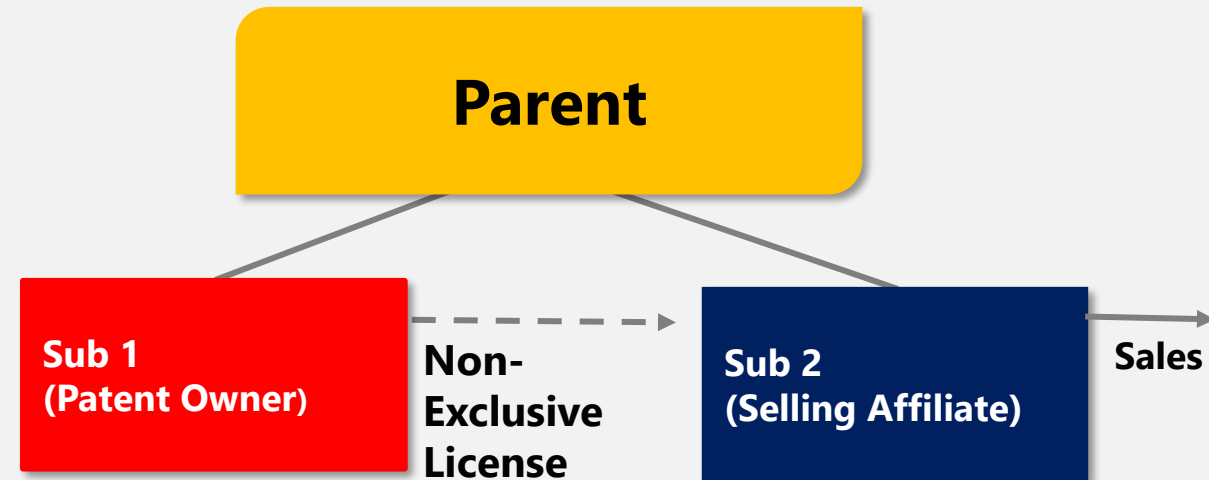 Parent
Sub 1
(Patent Owner)
Non-
Exclusive
License
Sub 2
(Selling Affiliate)
Sales